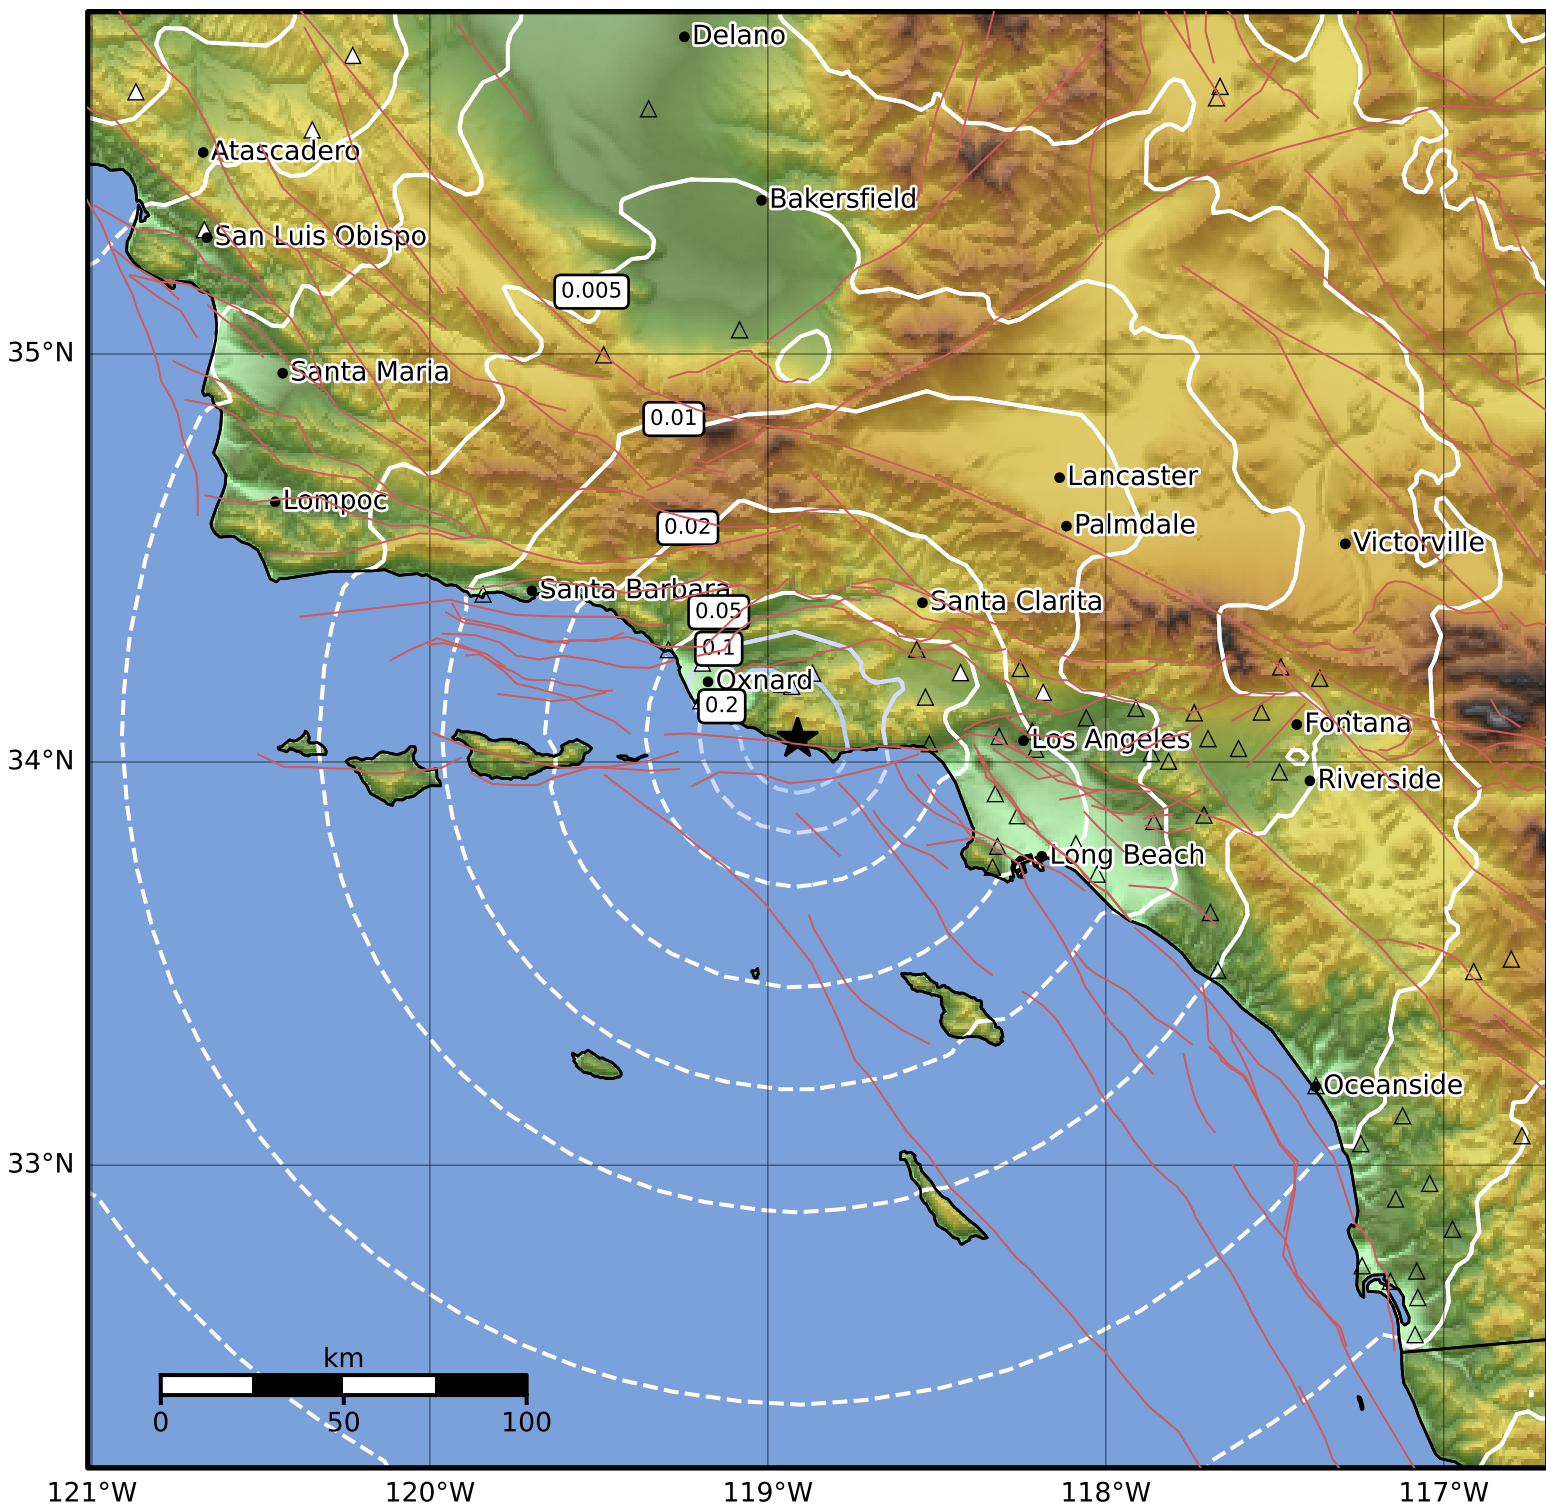 Delano
Atascadero
Bakersfield
San Luis Obispo
0.005
35°N
Santa Maria
0.01
Lancaster
Lompoc
0.02
Palmdale
Victorville
Santa Barbara
0.05
Santa Clarita
0.1
Oxnard
0.2
Fontana
Los Angeles
34°N
Riverside
Long Beach
Oceanside
33°N
km
0 50 100
121°W 120°W 119°W 118°W 117°W